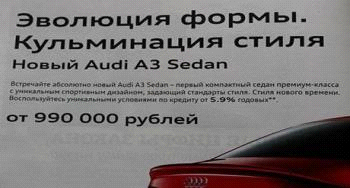 Эволюция формы.
Кульминация стиля
Новый Audi A3 Sedan
Встречайте абсолютно новый Audi A3 Sedan – первый компактный седан премиум-класса
с уникальным спортивным дизайном, задающий стандарты стиля. Стиля нового времени.
Воспользуйтесь уникальными условиями по кредиту от 5.9% годовых**.
от 990 000 рублей